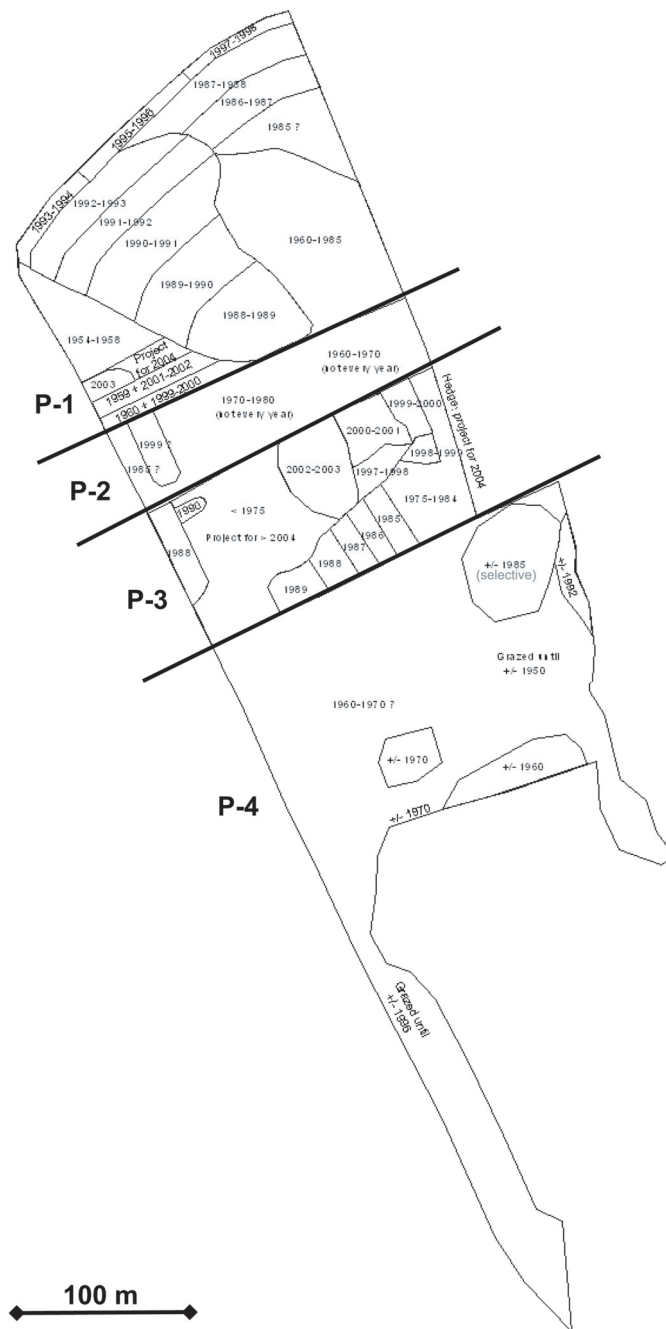 1997-1998
1987-1988
1986-1987
1995-1996
1985 ?
1993-1994
1992-1993
1991-1992
1990-1991
1960-1985
1989-1990
1988-1989
1954-1958
Project
for 2004
2003
1959 + 2001-2002
1960 + 1999-2000
P-1
1960-1970
(not every year)
1970-1980
(not every year)
1999 ?
1985 ?
P-2
Hedge: project for 2004
1999-2000
2000-2001
1998-1999
2002-2003
1997-1998
1975-1984
1990
< 1975
Project for > 2004
1985
1986
1987
1988
1988
1989
P-3
+/- 1985
(selective)
+/- 1992
Grazed until
+/- 1950
1960-1970 ?
+/- 1970
+/- 1960
P-4
+/- 1970
Grazed until
+/- 1996
100 m